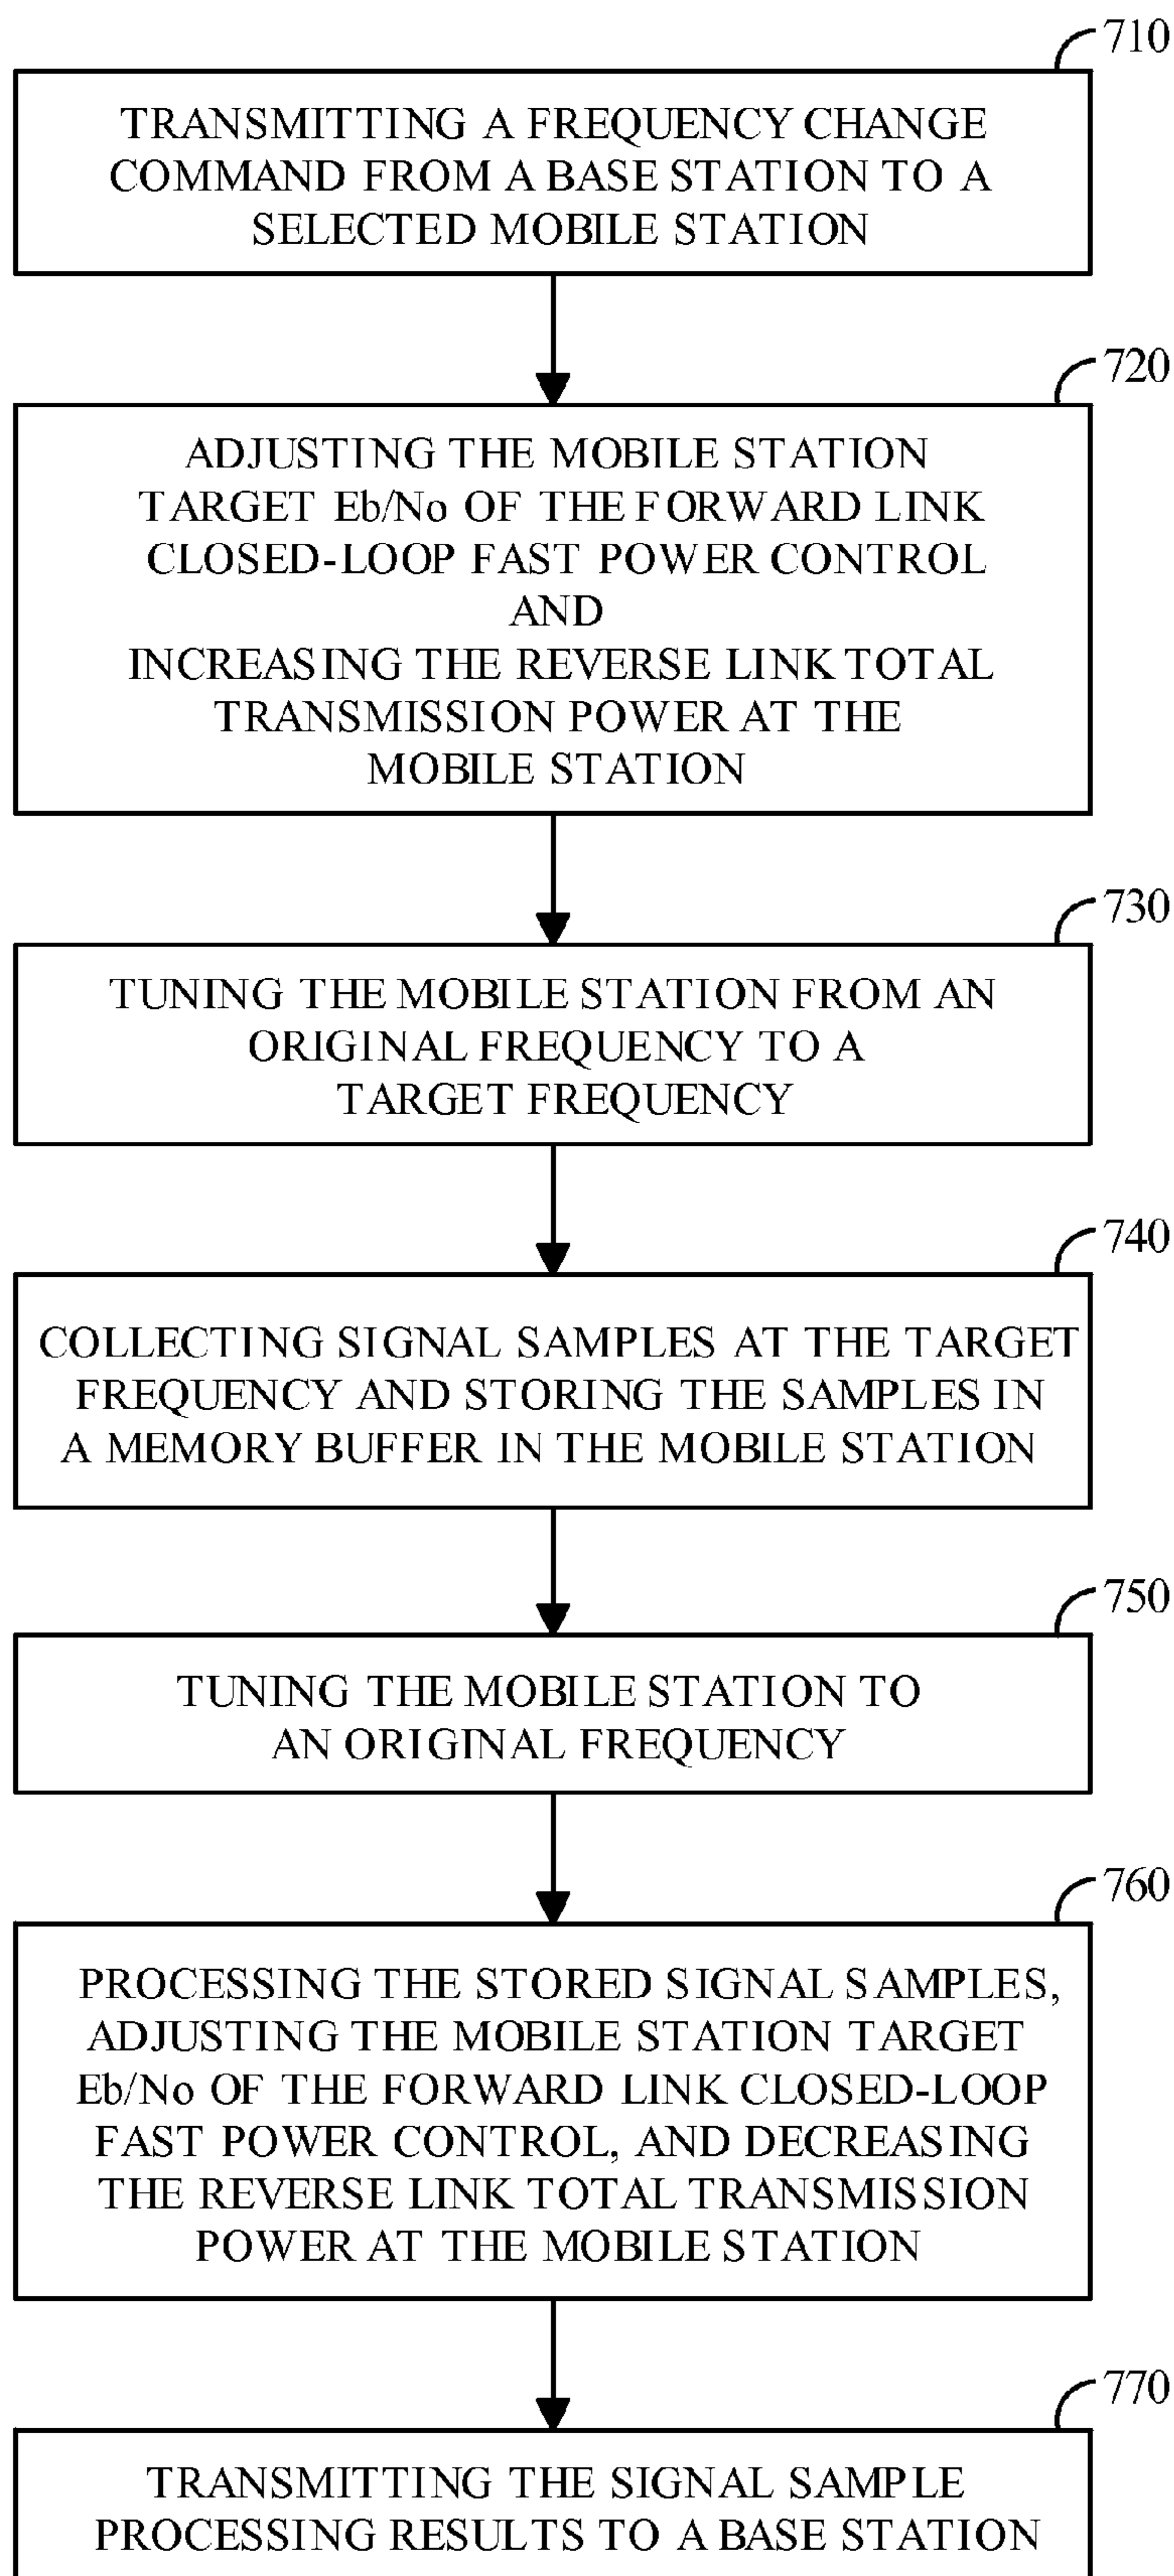 710
TRANSMITTING A FREQUENCY CHANGE
COMMAND FROM A BASE STATION TO A
SELECTED MOBILE STATION
720
ADJUSTING THE MOBILE STATION
TARGET Eb/No OF THE FORWARD LINK
CLOSED-LOOP FAST POWER CONTROL
AND
INCREASING THE REVERSE LINK TOTAL
TRANSMISSION POWER AT THE
MOBILE STATION
730
TUNING THE MOBILE STATION FROM AN
ORIGINAL FREQUENCY TO A
TARGET FREQUENCY
740
COLLECTING SIGNAL SAMPLES AT THE TARGET
FREQUENCY AND STORING THE SAMPLES IN
A MEMORY BUFFER IN THE MOBILE STATION
750
TUNING THE MOBILE STATION TO
AN ORIGINAL FREQUENCY
760
PROCESSING THE STORED SIGNAL SAMPLES,
ADJUSTING THE MOBILE STATION TARGET
Eb/No OF THE FORWARD LINK CLOSED-LOOP
FAST POWER CONTROL, AND DECREASING
THE REVERSE LINK TOTAL TRANSMISSION
POWER AT THE MOBILE STATION
770
TRANSMITTING THE SIGNAL SAMPLE
PROCESSING RESULTS TO A BASE STATION